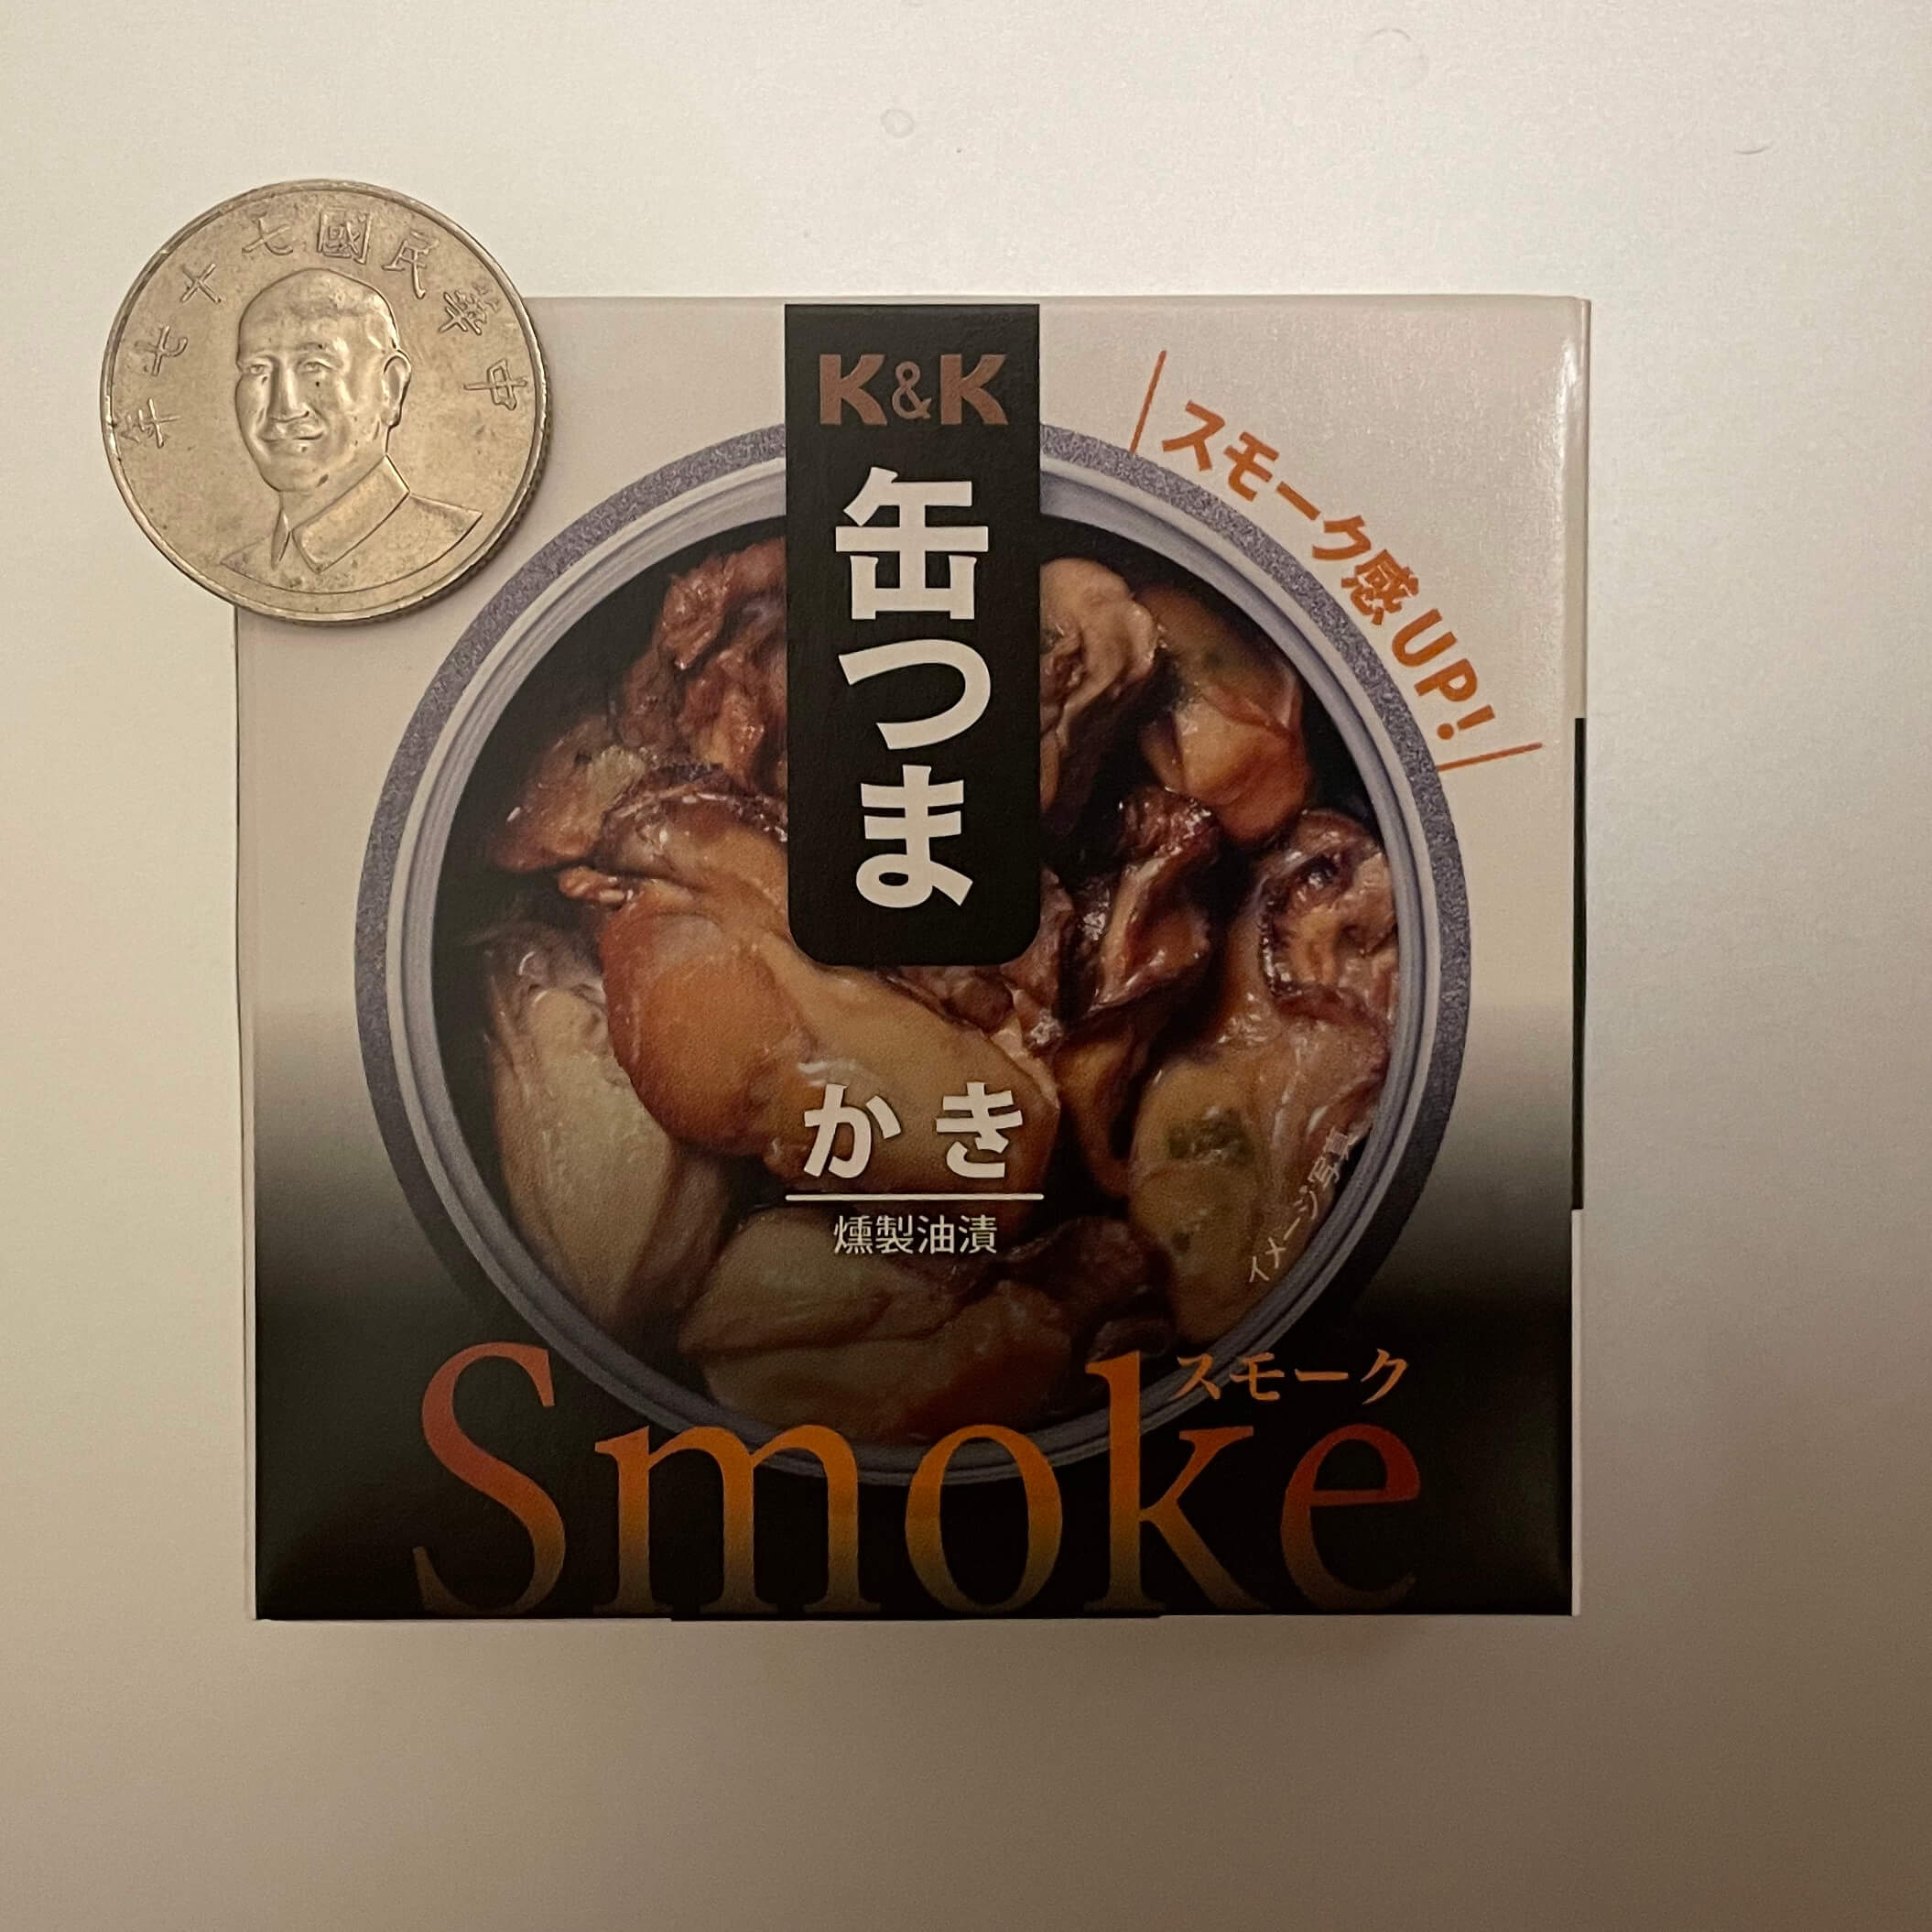 中華民國七十七年
K&K
缶つま
スモーク感UP!
かき
燻製油漬
イメージ写真
スモーク
Smoke